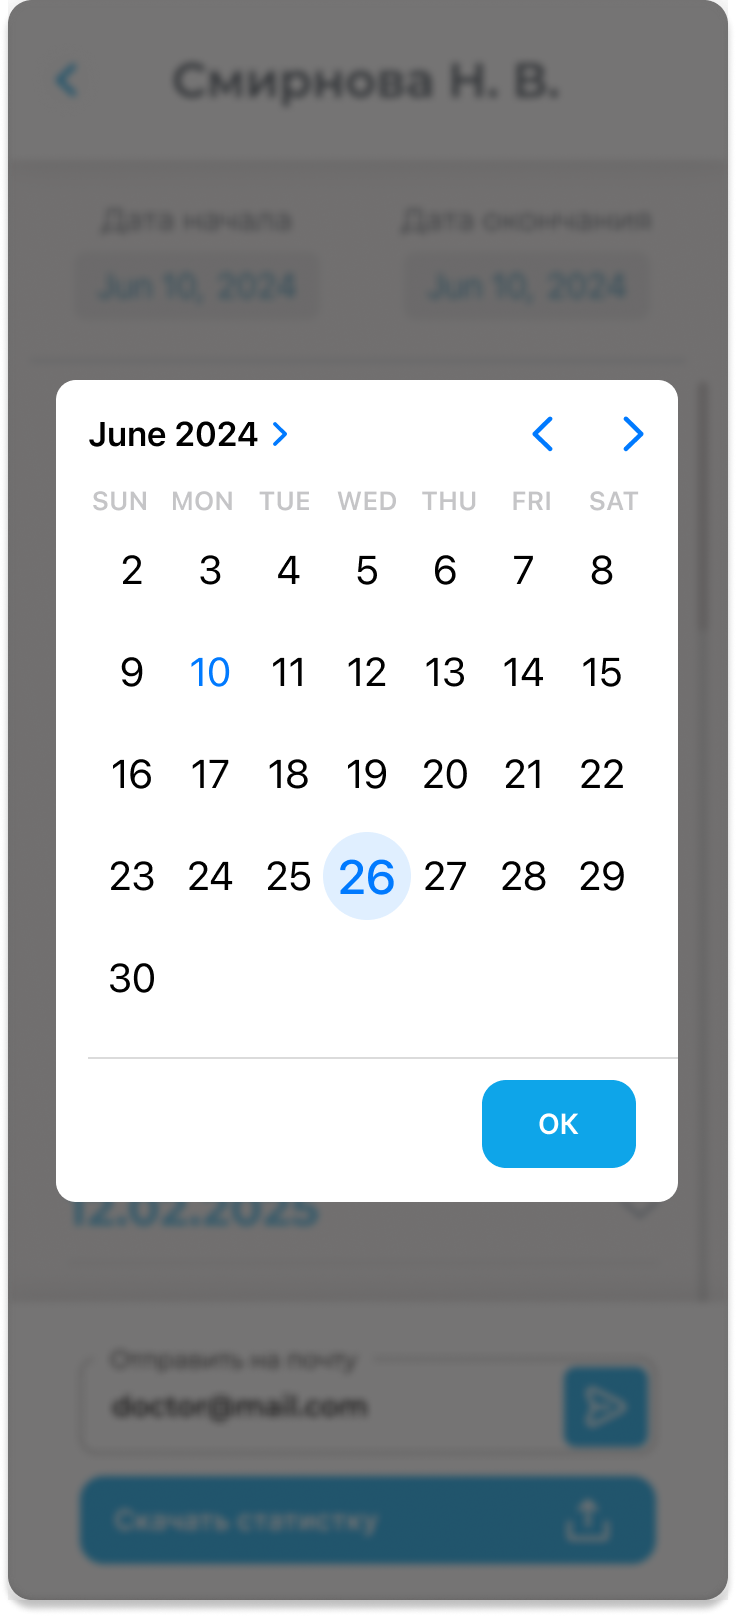 Смирнова Н. В.
Дата начала Дата окончания
Jun 10, 2024 Jun 10, 2024
June 2024
SUN MON TUE WED THU FRI SAT
2 3 4 5 6 7 8
9 10 11 12 13 14 15
16 17 18 19 20 21 22
23 24 25 26 27 28 29
30
ОК
12.02.2025
Отправить на почту
doctor@mail.com
Скачать статистку